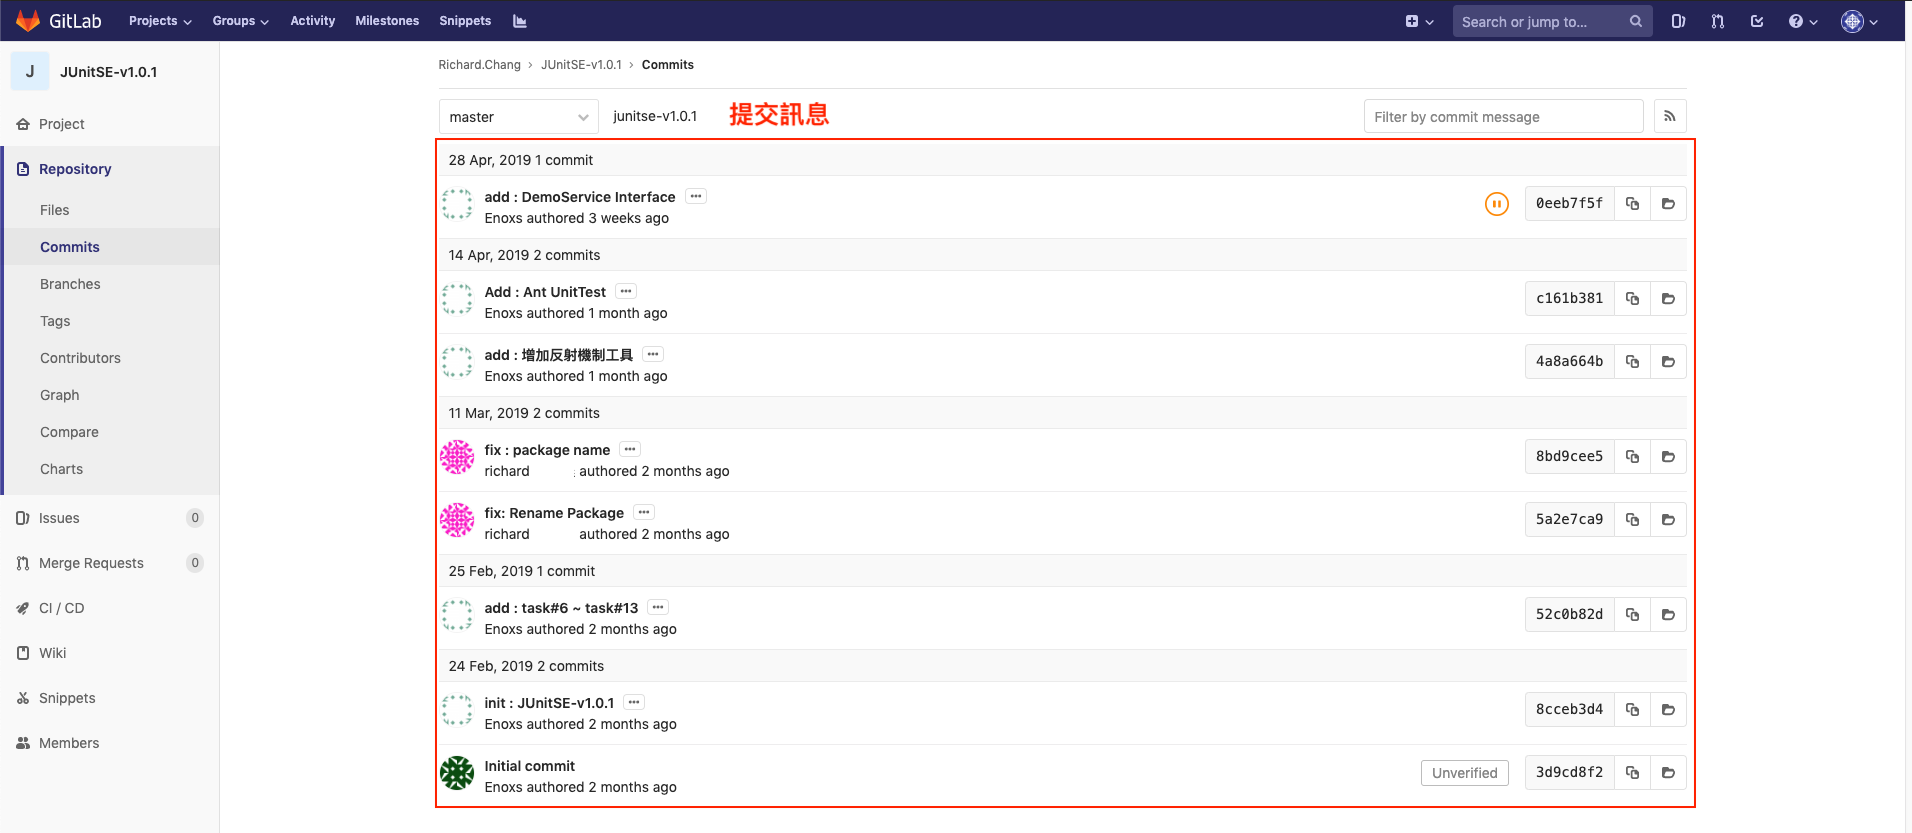 GitLab Projects Groups Activity Milestones Snippets Search or jump to...
J JUnitSE-v1.0.1
Project
Repository
Files
Commits
Branches
Tags
Contributors
Graph
Compare
Charts
Issues 0
Merge Requests 0
CI / CD
Wiki
Snippets
Members
Richard.Chang › JUnitSE-v1.0.1 › Commits
master junitse-v1.0.1 提交訊息 Filter by commit message
28 Apr, 2019 1 commit
add : DemoService Interface ••• 0eeb7f5f
Enoxs authored 3 weeks ago
14 Apr, 2019 2 commits
Add : Ant UnitTest ••• c161b381
Enoxs authored 1 month ago
add : 增加反射機制工具 ••• 4a8a664b
Enoxs authored 1 month ago
11 Mar, 2019 2 commits
fix : package name ••• 8bd9cee5
richard authored 2 months ago
fix: Rename Package ••• 5a2e7ca9
richard authored 2 months ago
25 Feb, 2019 1 commit
add : task#6 ~ task#13 ••• 52c0b82d
Enoxs authored 2 months ago
24 Feb, 2019 2 commits
init : JUnitSE-v1.0.1 ••• 8cceb3d4
Enoxs authored 2 months ago
Initial commit Unverified 3d9cd8f2
Enoxs authored 2 months ago